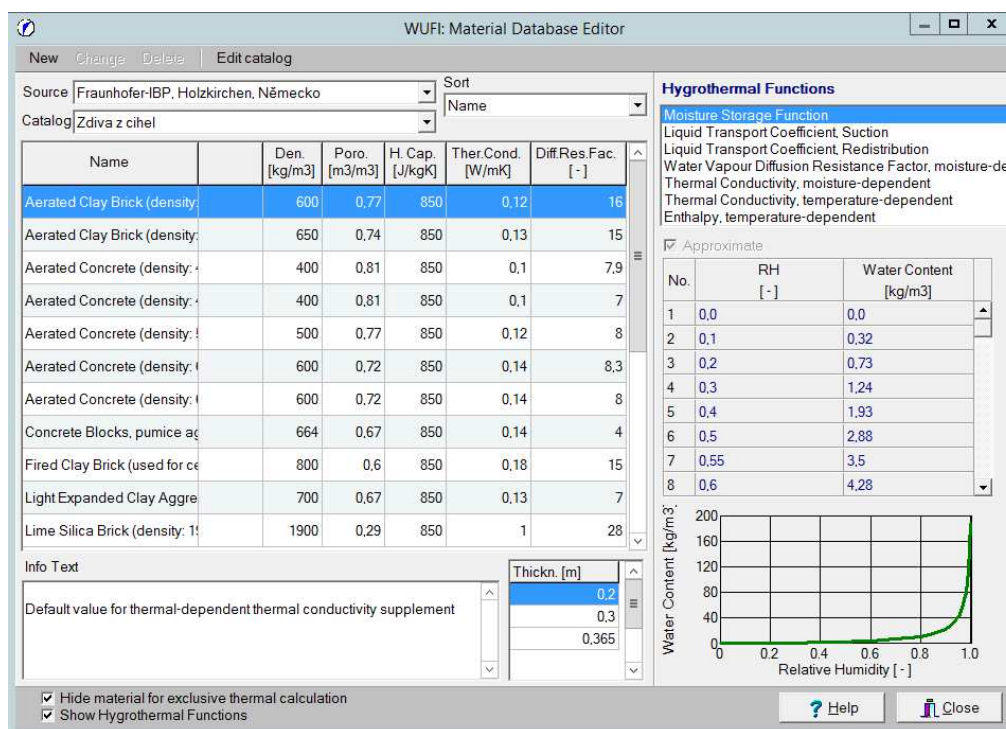 WUFI: Material Database Editor
New Change Delete Edit catalog
Source Fraunhofer-IBP, Holzkirchen, Německo
Catalog Zdiva z cihel
Sort
Name
Name Den. [kg/m3] Poro. [m3/m3] H. Cap. [J/kgK] Ther.Cond. [W/mK] Diff.Res.Fac. [-]
Aerated Clay Brick (density: 600 0,77 850 0,12 16
Aerated Clay Brick (density: 650 0,74 850 0,13 15
Aerated Concrete (density: 400 0,81 850 0,1 7,9
Aerated Concrete (density: 400 0,81 850 0,1 7
Aerated Concrete (density: 500 0,77 850 0,12 8
Aerated Concrete (density: 600 0,72 850 0,14 8,3
Aerated Concrete (density: 600 0,72 850 0,14 8
Concrete Blocks, pumice ag 664 0,67 850 0,14 4
Fired Clay Brick (used for ce 800 0,6 850 0,18 15
Light Expanded Clay Aggre 700 0,67 850 0,13 7
Lime Silica Brick (density: 19 1900 0,29 850 1 28
Info Text
Default value for thermal-dependent thermal conductivity supplement
Thickn. [m]
0,2
0,3
0,365
Hygrothermal Functions
Moisture Storage Function
Liquid Transport Coefficient, Suction
Liquid Transport Coefficient, Redistribution
Water Vapour Diffusion Resistance Factor, moisture-de
Thermal Conductivity, moisture-dependent
Thermal Conductivity, temperature-dependent
Enthalpy, temperature-dependent
Approximate
No. RH [-] Water Content [kg/m3]
1 0,0 0,0
2 0,1 0,32
3 0,2 0,73
4 0,3 1,24
5 0,4 1,93
6 0,5 2,88
7 0,55 3,5
8 0,6 4,28
Water Content [kg/m3]
200
160
120
80
40
0
0 0.2 0.4 0.6 0.8 1.0
Relative Humidity [-]
Hide material for exclusive thermal calculation
Show Hygrothermal Functions
? Help
Close